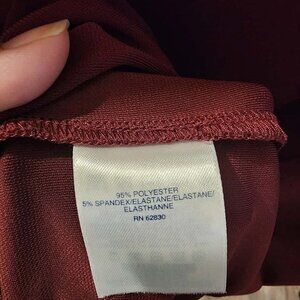 95% POLYESTER
5% SPANDEX/ELASTANE/ELASTANE/
ELASTHANNE
RN 62830